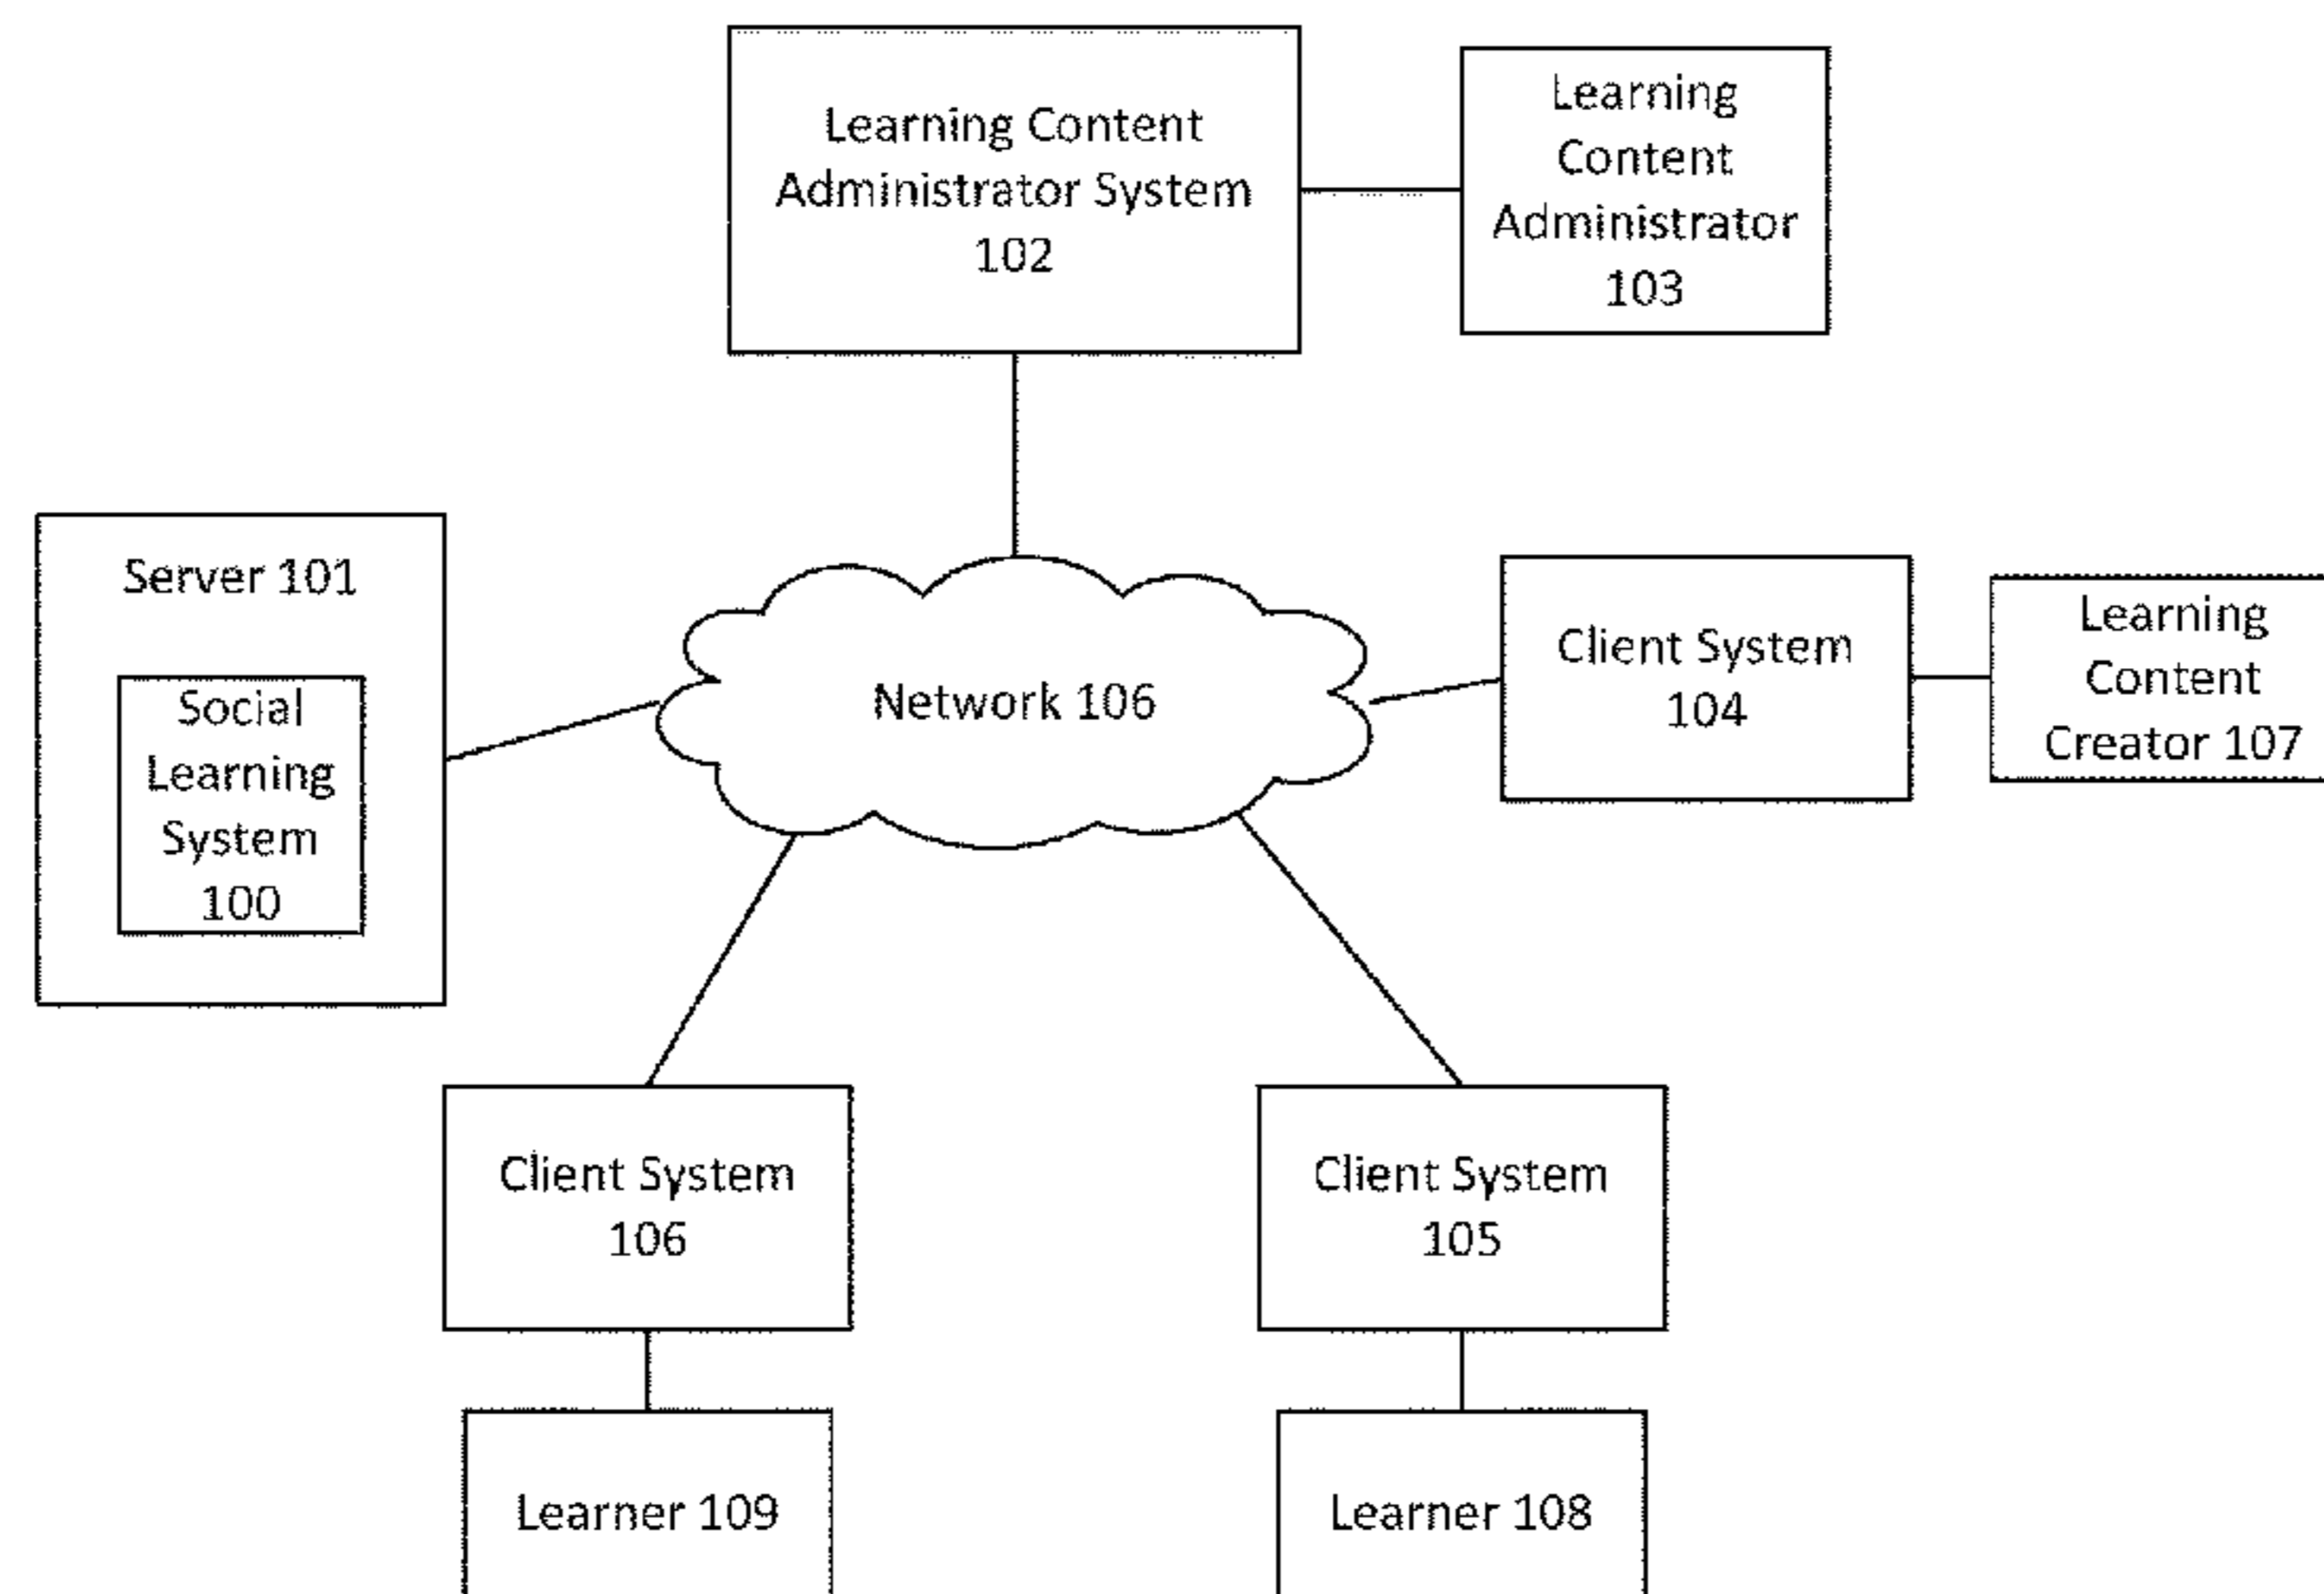 Learning Content
Administrator System
102
Learning
Content
Administrator
103
Server 101
Social
Learning
System
100
Network 106
Client System
104
Learning
Content
Creator 107
Client System
106
Client System
105
Learner 109
Learner 108